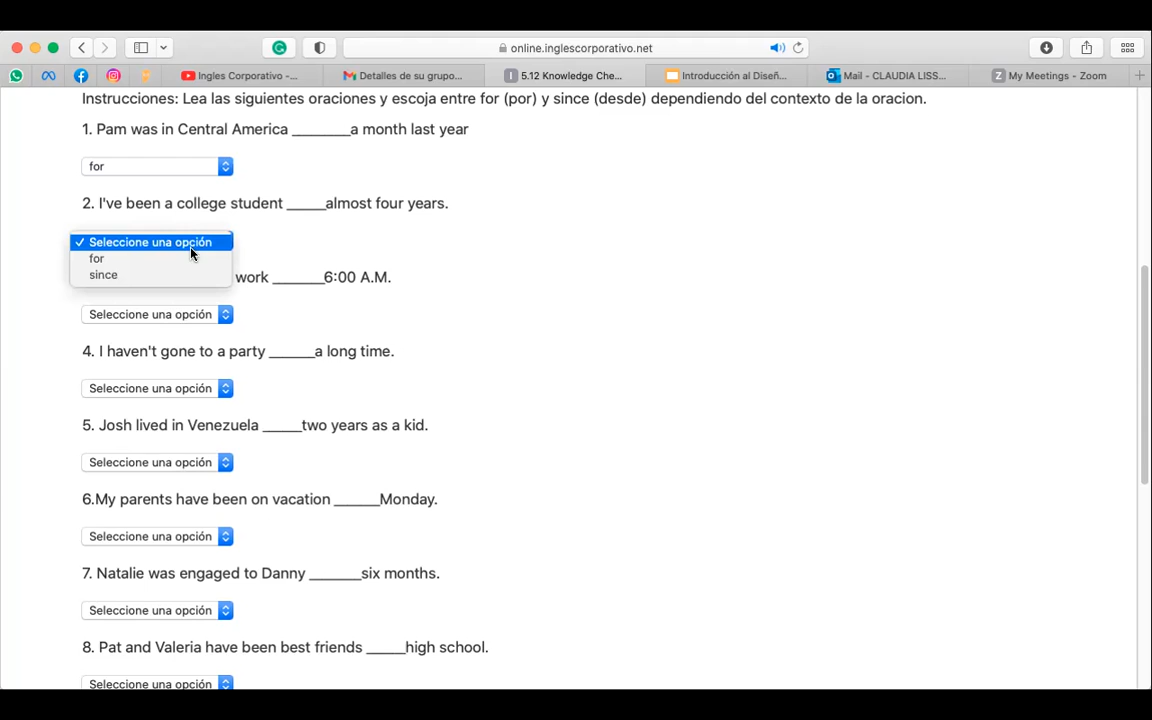 online.inglescorporativo.net
Ingles Corporativo -...
Detalles de su grupo...
5.12 Knowledge Che...
Introducción al Diseñ...
Mail - CLAUDIA LISS...
My Meetings - Zoom
Instrucciones: Lea las siguientes oraciones y escoja entre for (por) y since (desde) dependiendo del contexto de la oracion.
1. Pam was in Central America ________a month last year
for
2. I've been a college student _____almost four years.
✓ Seleccione una opción
for
since
work _______6:00 A.M.
Seleccione una opción
4. I haven't gone to a party ______a long time.
Seleccione una opción
5. Josh lived in Venezuela _____two years as a kid.
Seleccione una opción
6.My parents have been on vacation ______Monday.
Seleccione una opción
7. Natalie was engaged to Danny _______six months.
Seleccione una opción
8. Pat and Valeria have been best friends _____high school.
Seleccione una opción